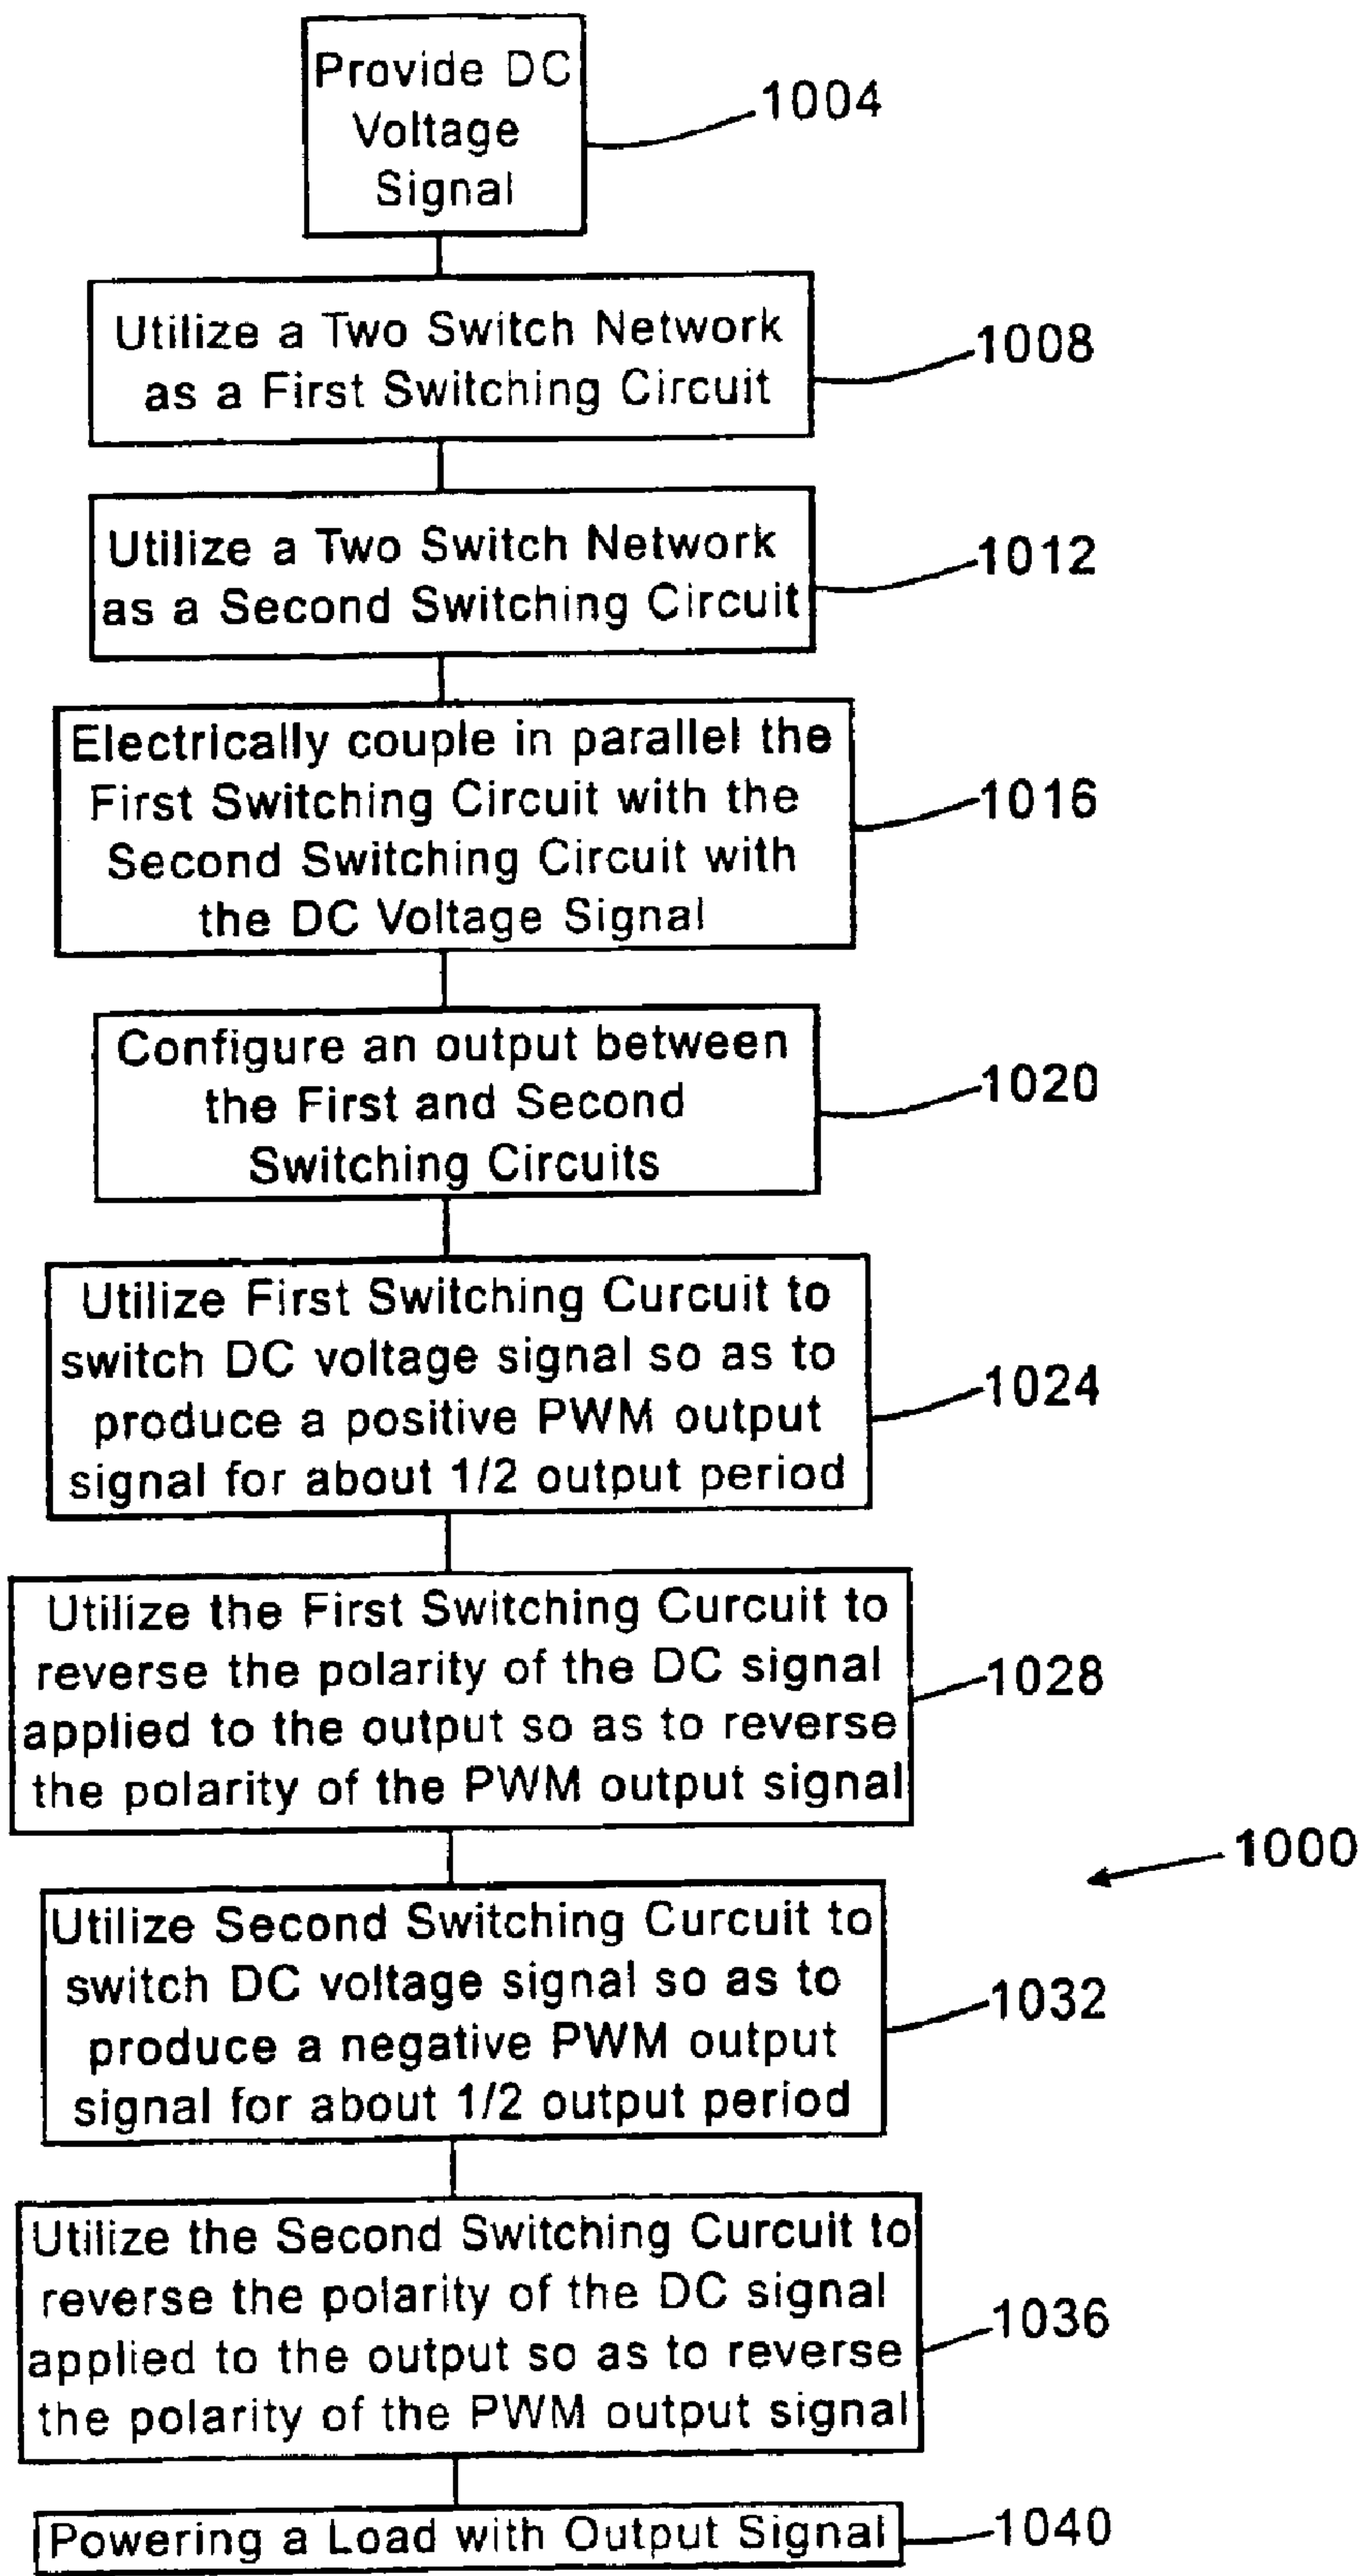 Provide DC
Voltage
Signal
1004
Utilize a Two Switch Network
as a First Switching Circuit
1008
Utilize a Two Switch Network
as a Second Switching Circuit
1012
Electrically couple in parallel the
First Switching Circuit with the
Second Switching Circuit with
the DC Voltage Signal
1016
Configure an output between
the First and Second
Switching Circuits
1020
Utilize First Switching Curcuit to
switch DC voltage signal so as to
produce a positive PWM output
signal for about 1/2 output period
1024
Utilize the First Switching Curcuit to
reverse the polarity of the DC signal
applied to the output so as to reverse
the polarity of the PWM output signal
1028
1000
Utilize Second Switching Curcuit to
switch DC voltage signal so as to
produce a negative PWM output
signal for about 1/2 output period
1032
Utilize the Second Switching Curcuit to
reverse the polarity of the DC signal
applied to the output so as to reverse
the polarity of the PWM output signal
1036
Powering a Load with Output Signal
1040